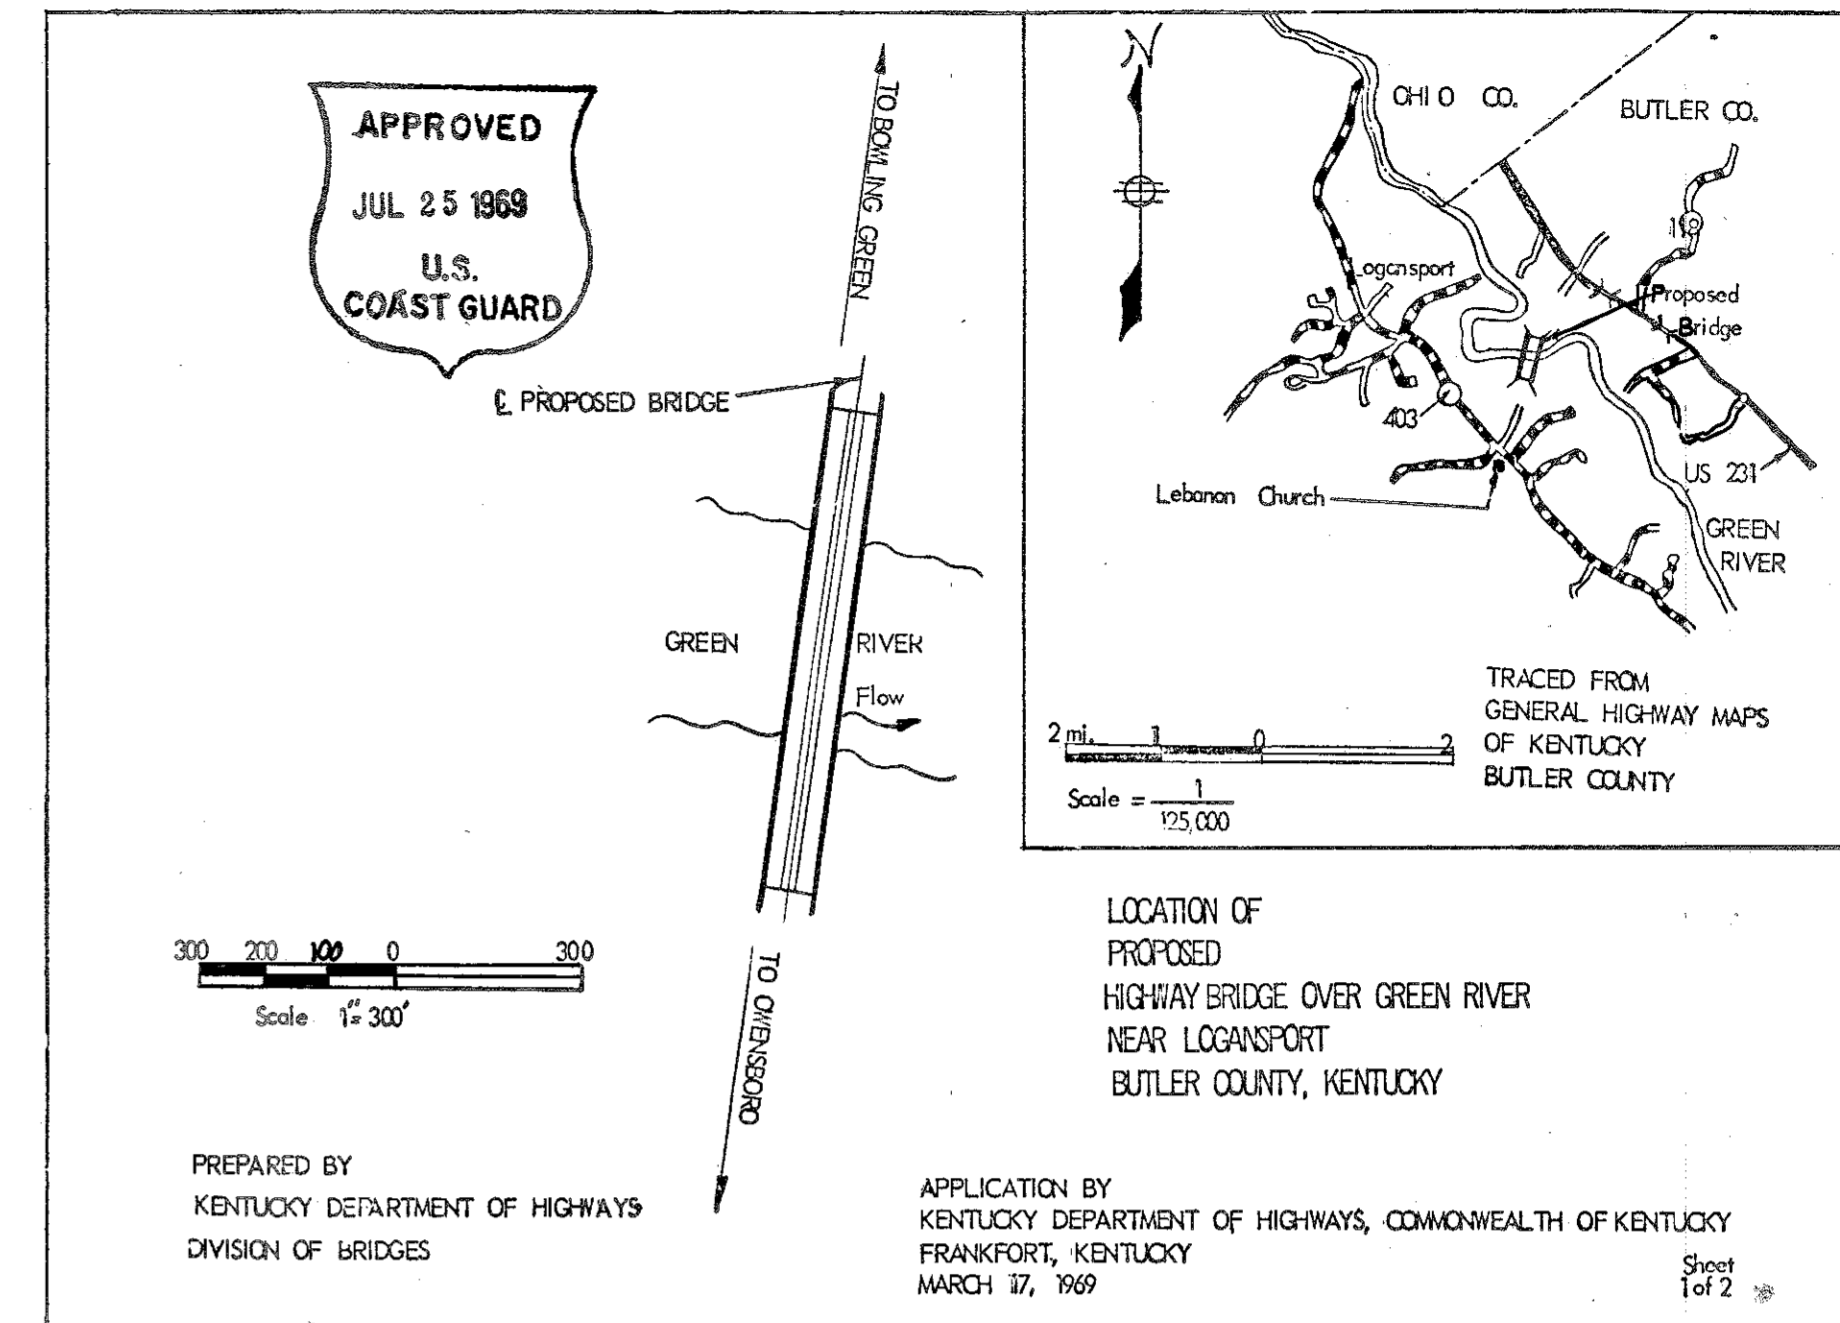 APPROVED
JUL 25 1969
U.S.
COAST GUARD
TO BOWLING GREEN
℄ PROPOSED BRIDGE
GREEN RIVER
Flow
300 200 100 0 300
Scale 1"= 300'
TO OWENSBORO
PREPARED BY
KENTUCKY DEPARTMENT OF HIGHWAYS
DIVISION OF BRIDGES
N
OHIO CO.
BUTLER CO.
Logansport
Proposed
Bridge
403
Lebanon Church
US 231
GREEN
RIVER
2 mi. 1 0 2
Scale = 1
125,000
TRACED FROM
GENERAL HIGHWAY MAPS
OF KENTUCKY
BUTLER COUNTY
LOCATION OF
PROPOSED
HIGHWAY BRIDGE OVER GREEN RIVER
NEAR LOGANSPORT
BUTLER COUNTY, KENTUCKY
APPLICATION BY
KENTUCKY DEPARTMENT OF HIGHWAYS, COMMONWEALTH OF KENTUCKY
FRANKFORT, KENTUCKY
MARCH 17, 1969
Sheet
1 of 2